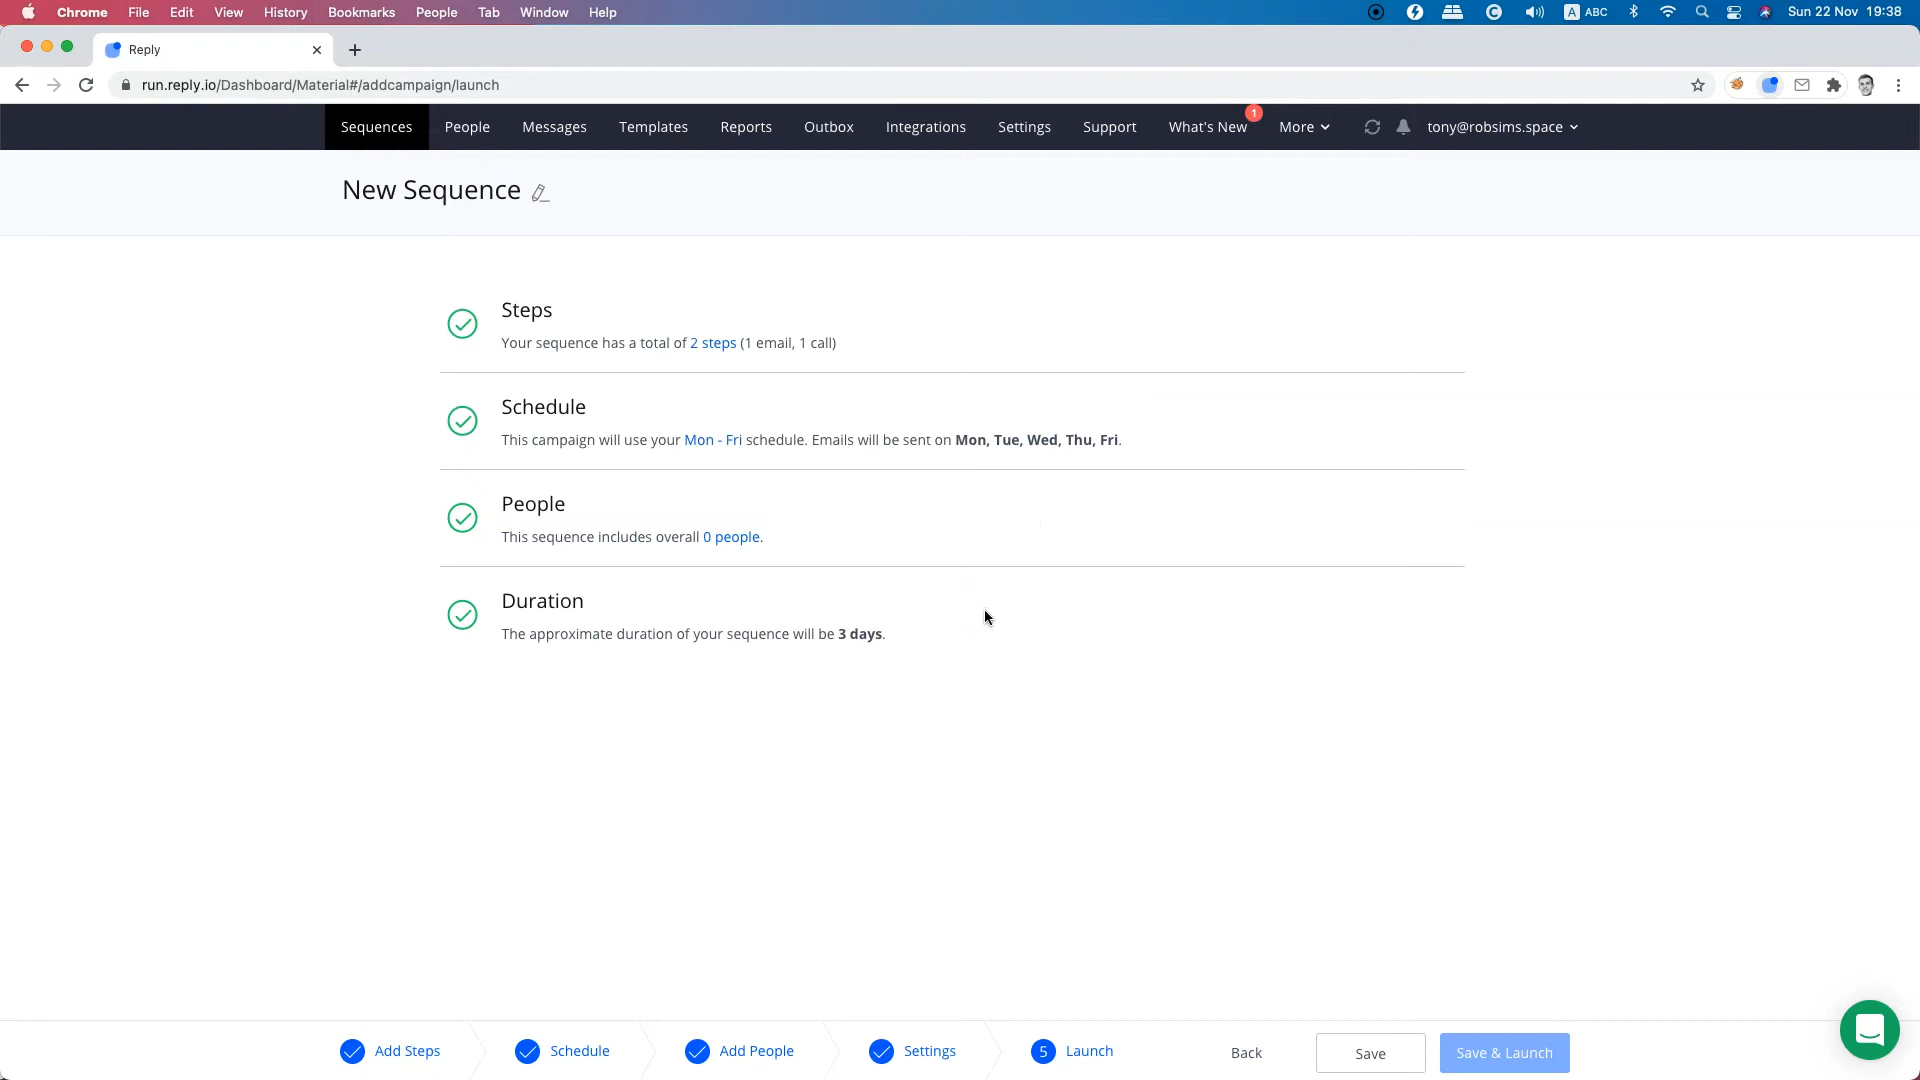 Chrome File Edit View History Bookmarks People Tab Window Help
A ABC
Sun 22 Nov 19:38
Reply
run.reply.io/Dashboard/Material#/addcampaign/launch
Sequences People Messages Templates Reports Outbox Integrations Settings Support What's New 1 More tony@robsims.space
New Sequence
Steps
Your sequence has a total of 2 steps (1 email, 1 call)
Schedule
This campaign will use your Mon - Fri schedule. Emails will be sent on Mon, Tue, Wed, Thu, Fri.
People
This sequence includes overall 0 people.
Duration
The approximate duration of your sequence will be 3 days.
Add Steps Schedule Add People Settings 5 Launch Back Save Save & Launch